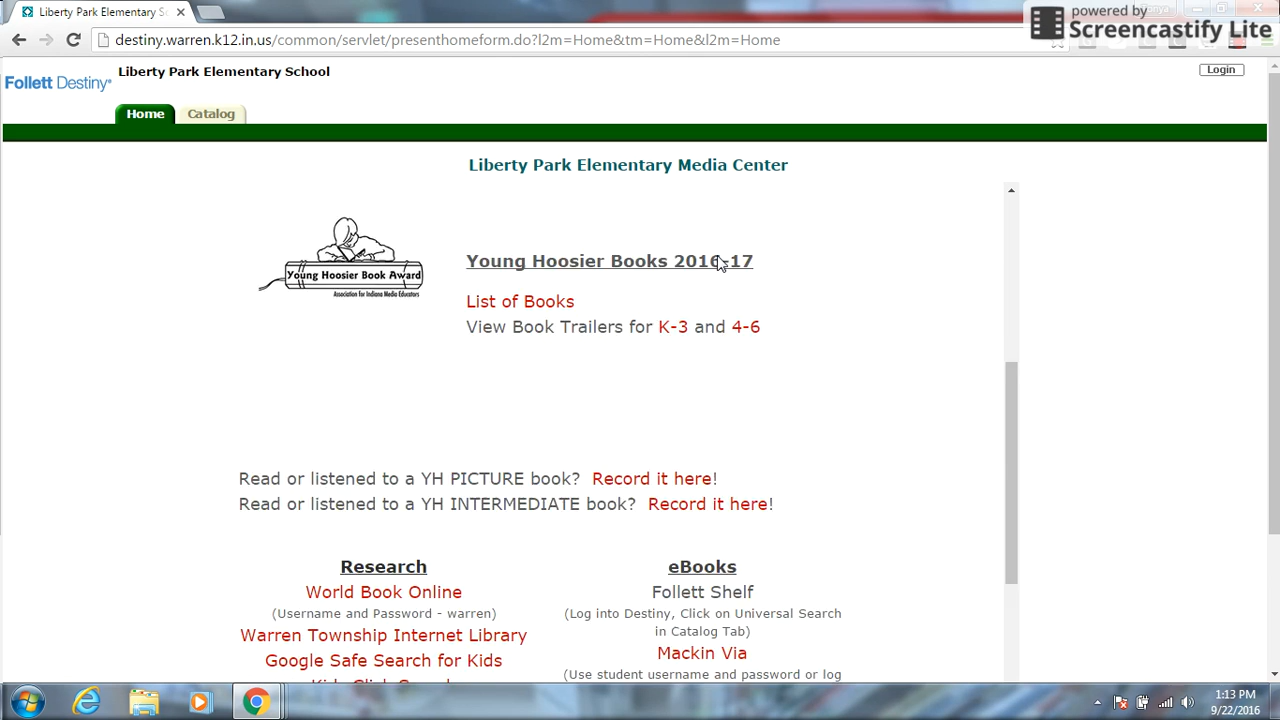 Liberty Park Elementary Sc
powered by
Screencastify Lite
destiny.warren.k12.in.us/common/
Home&tm=Home&l2m=Home
Follett Destiny
Liberty Park Elementary School
Login
Home
Catalog
Liberty Park Elementary Media Center
Young Hoosier Book Award
Association for Indiana Media Educators
Young Hoosier Books 2016-17
List of Books
View Book Trailers for K-3 and 4-6
Read or listened to a YH PICTURE book? Record it here!
Read or listened to a YH INTERMEDIATE book? Record it here!
Research
World Book Online
(Username and Password - warren)
Warren Township Internet Library
Google Safe Search for Kids
eBooks
Follett Shelf
(Log into Destiny, Click on Universal Search
in Catalog Tab)
Mackin Via
(Use student username and password or log
1:13 PM
9/22/2016